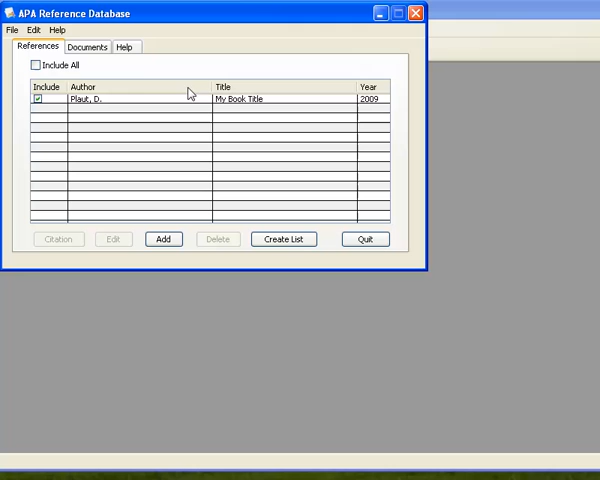 APA Reference Database
File Edit Help
References Documents Help
Include All
Include Author Title Year
Plaut, D. My Book Title 2009
Citation Edit Add Delete Create List Quit